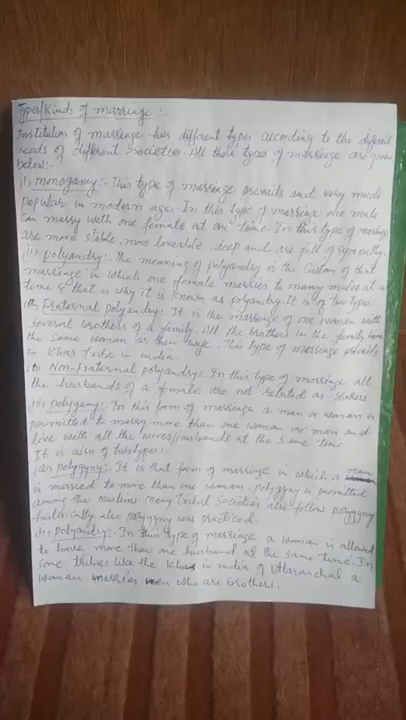 Types/Kinds of marriage :-
Institution of marriage has different types according to the different
needs of different societies. All these types of marriage are given
below:-
(i) monogamy:- This type of marriage prevails and very much
popular in modern age. In this type of marriage one male
can marry with one female at one time. In this type of marriage
are more stable, more loveable, deep and are full of sympathy.
(ii) polyandry:- The meaning of polyandry is the custom of that
marriage in which one female marries to many males at a
time & that is why it is known as polyandry. It is of two types.
(a) Fraternal polyandry:- It is the marriage of one woman with
several brothers of a family. All the brothers in the family have
the same woman as their wife. This type of marriage prevails
in Khas tribe in india.
(b) Non-Fraternal polyandry:- In this type of marriage all
the husbands of a female are not related as brothers.
(iii) polygamy:- In this form of marriage a man or woman is
permitted to marry more than one woman or man and
live with all the wives/husbands at the same time
It is also of two types:-
(a) polygyny:- It is that form of marriage in which a man
is married to more than one woman. Polygyny is permitted
among the muslims many Tribal Societies also follow polygyny
historically also polygyny was practiced.
(b) polyandry:- In this type of marriage a woman is allowed
to have more than one husband at the same time. In
some tribes like the Khas in india of Uttaranchal a
woman marries men who are brothers.